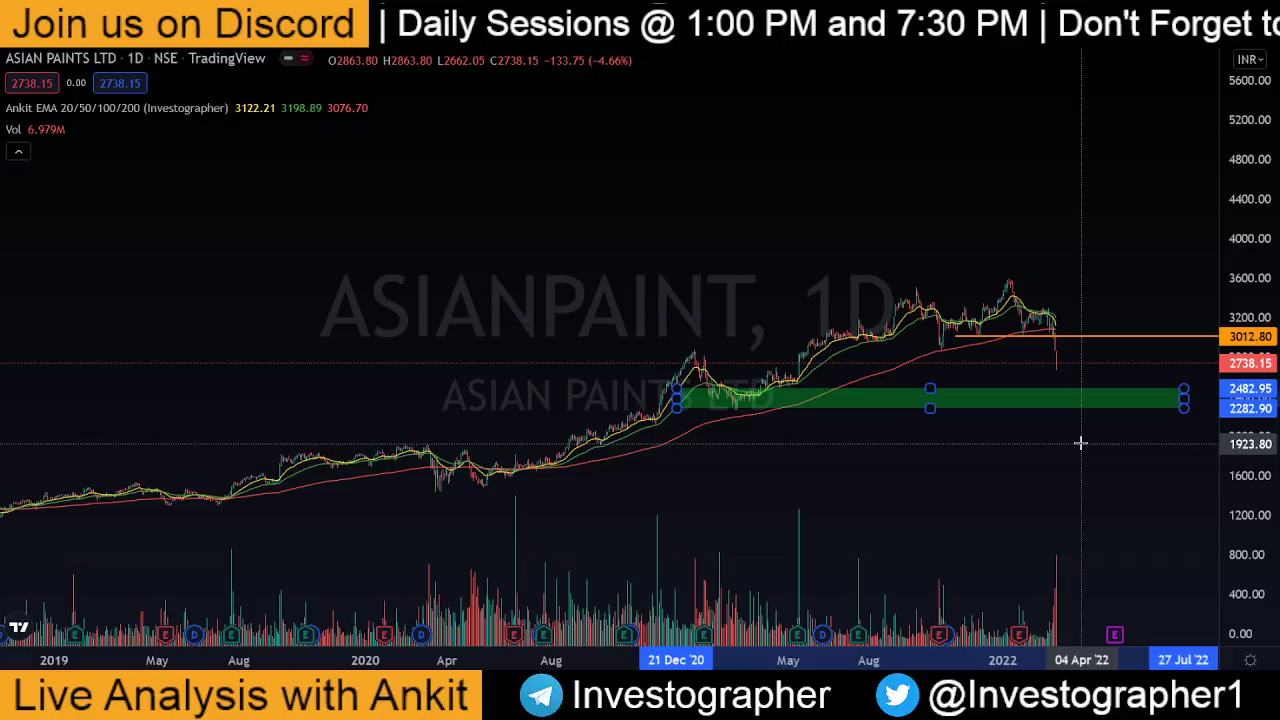 Join us on Discord | Daily Sessions @ 1:00 PM and 7:30 PM | Don't Forget to
ASIAN PAINTS LTD · 1D · NSE · TradingView O2863.80 H2863.80 L2662.05 C2738.15 −133.75 (−4.66%) INR
2738.15 0.00 2738.15
Ankit EMA 20/50/100/200 (Investographer) 3122.21 3198.89 3076.70
Vol 6.979M
5600.00
5200.00
4800.00
4400.00
4000.00
3600.00
3200.00
3012.80
2738.15
2482.95
2282.90
1923.80
1600.00
1200.00
800.00
400.00
0.00
ASIANPAINT, 1D
ASIAN PAINTS LTD
E E D E E E D E E E E E D E E E E
2019 May Aug 2020 Apr Aug 21 Dec '20 May Aug 2022 04 Apr '22 27 Jul '22
Live Analysis with Ankit Investographer @Investographer1